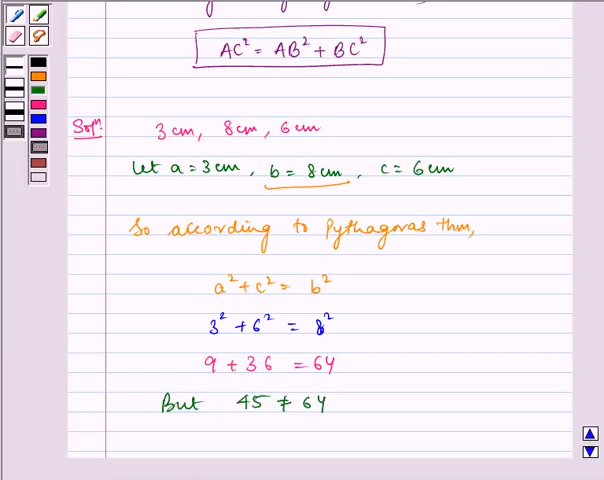 AC² = AB² + BC²
Solⁿ. 3 cm, 8 cm, 6 cm
Let a = 3 cm, b = 8 cm, c = 6 cm
So according to Pythagoras thm,
a² + c² = b²
3² + 6² = 8²
9 + 36 = 64
But 45 ≠ 64